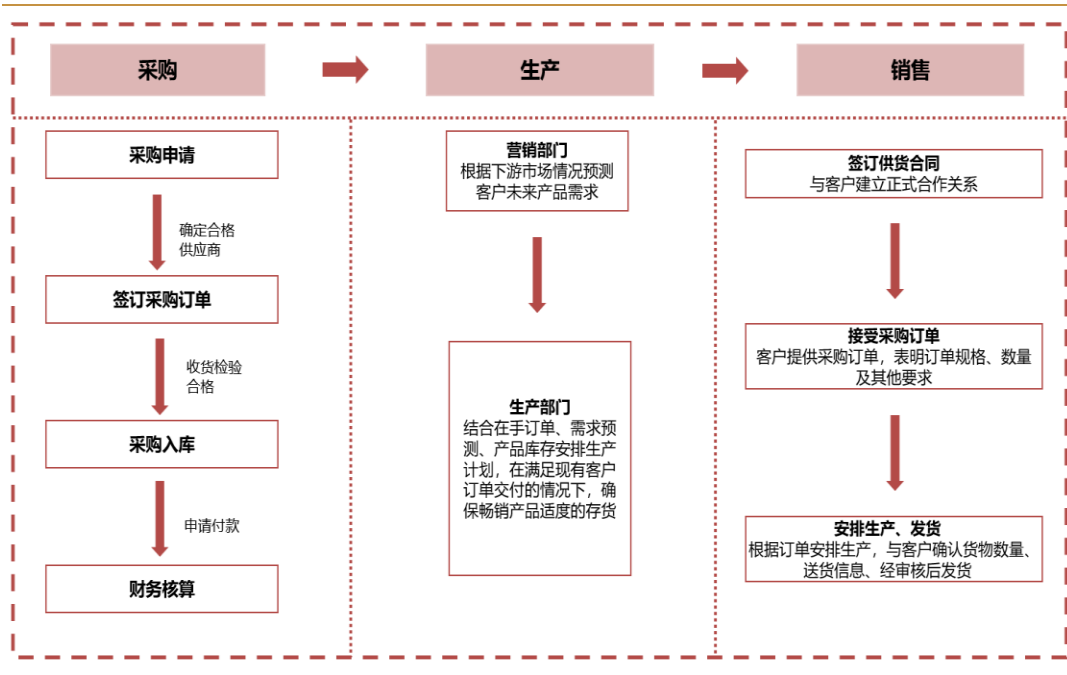 采购
生产
销售
采购申请
确定合格
供应商
签订采购订单
收货检验
合格
采购入库
申请付款
财务核算
营销部门
根据下游市场情况预测
客户未来产品需求
生产部门
结合在手订单、需求预
测、产品库存安排生产
计划，在满足现有客户
订单交付的情况下，确
保畅销产品适度的存货
签订供货合同
与客户建立正式合作关系
接受采购订单
客户提供采购订单，表明订单规格、数量
及其他要求
安排生产、发货
根据订单安排生产，与客户确认货物数量、
送货信息、经审核后发货